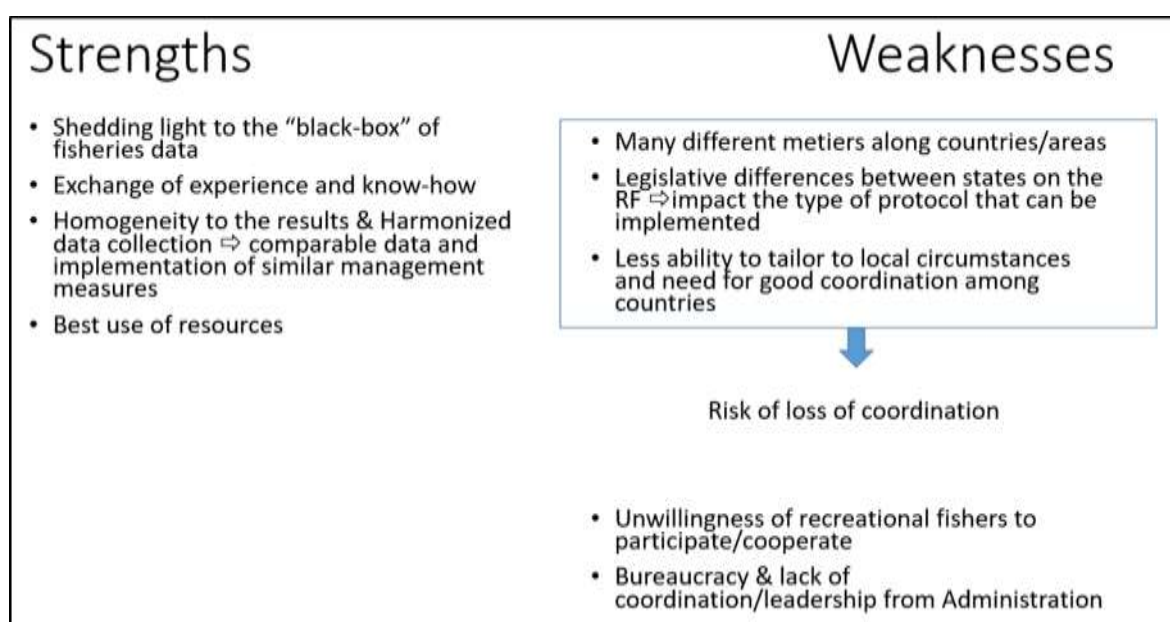 Strengths
• Shedding light to the “black-box” of
fisheries data
• Exchange of experience and know-how
• Homogeneity to the results & Harmonized
data collection ⇨ comparable data and
implementation of similar management
measures
• Best use of resources
Weaknesses
• Many different metiers along countries/areas
• Legislative differences between states on the
RF ⇨impact the type of protocol that can be
implemented
• Less ability to tailor to local circumstances
and need for good coordination among
countries
Risk of loss of coordination
• Unwillingness of recreational fishers to
participate/cooperate
• Bureaucracy & lack of
coordination/leadership from Administration